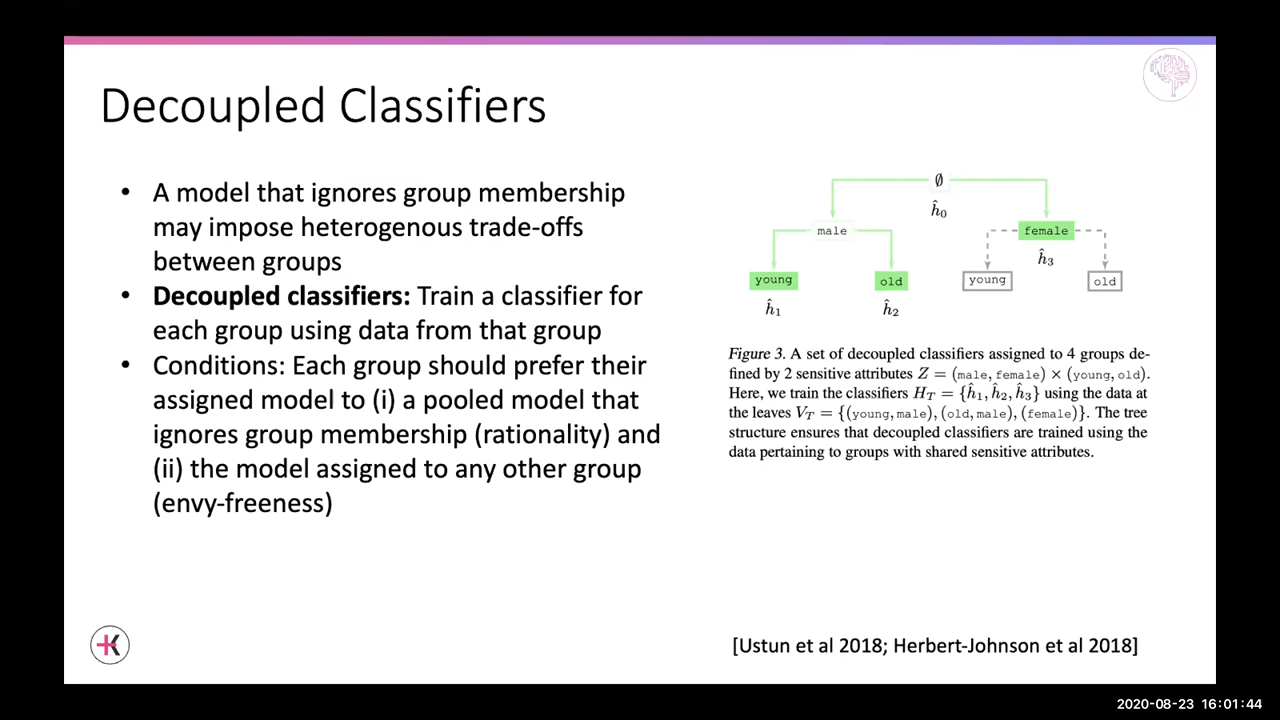 Decoupled Classifiers
• A model that ignores group membership
may impose heterogenous trade-offs
between groups
• Decoupled classifiers: Train a classifier for
each group using data from that group
• Conditions: Each group should prefer their
assigned model to (i) a pooled model that
ignores group membership (rationality) and
(ii) the model assigned to any other group
(envy-freeness)
∅
ĥ0
male
female
ĥ3
young
old
young
old
ĥ1
ĥ2
Figure 3. A set of decoupled classifiers assigned to 4 groups de-
fined by 2 sensitive attributes Z = (male, female) × (young, old).
Here, we train the classifiers H_T = {ĥ1, ĥ2, ĥ3} using the data at
the leaves V_T = {(young, male), (old, male), (female)}. The tree
structure ensures that decoupled classifiers are trained using the
data pertaining to groups with shared sensitive attributes.
K
[Ustun et al 2018; Herbert-Johnson et al 2018]
2020-08-23 16:01:44